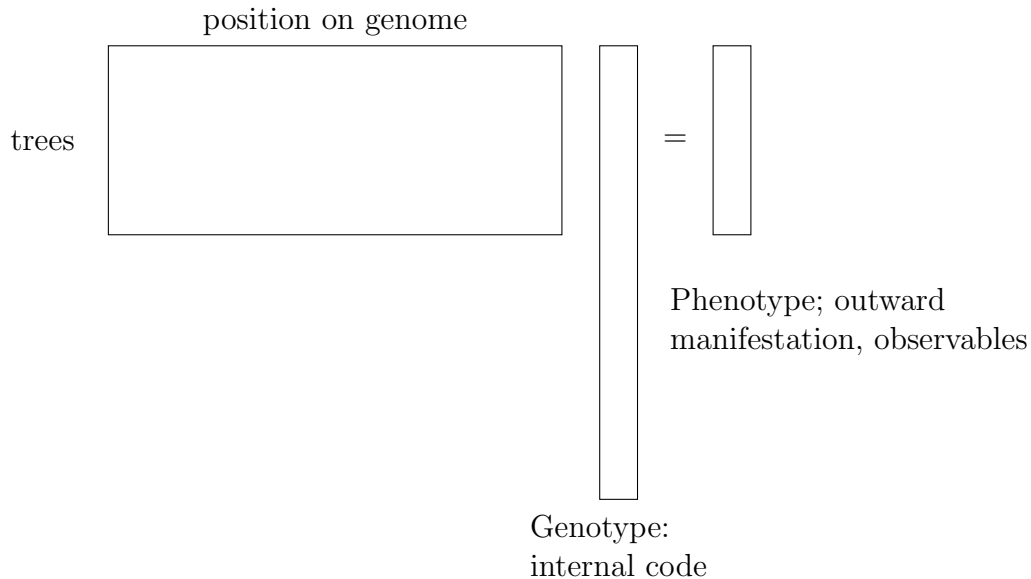 position on genome
trees
=
Phenotype; outward
manifestation, observables
Genotype:
internal code